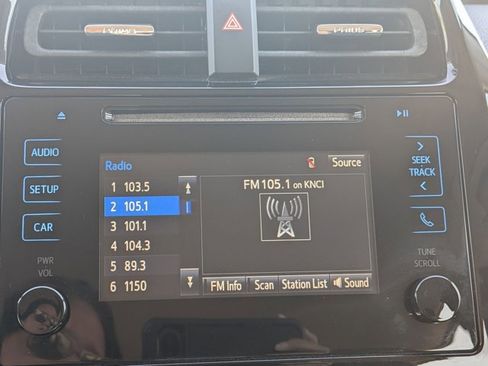 PRIUS
PRIUS
AUDIO
SETUP
CAR
PWR
VOL
Radio
Source
1 103.5
2 105.1
3 101.1
4 104.3
5 89.3
6 1150
FM 105.1 on KNCI
FM Info
Scan
Station List
Sound
SEEK
TRACK
TUNE
SCROLL